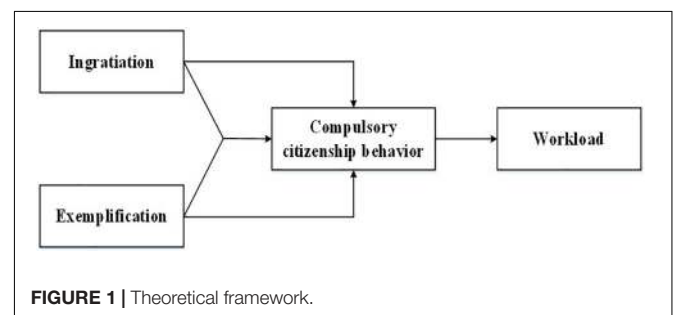 Ingratiation
Compulsory
citizenship behavior
Workload
Exemplification
FIGURE 1 | Theoretical framework.